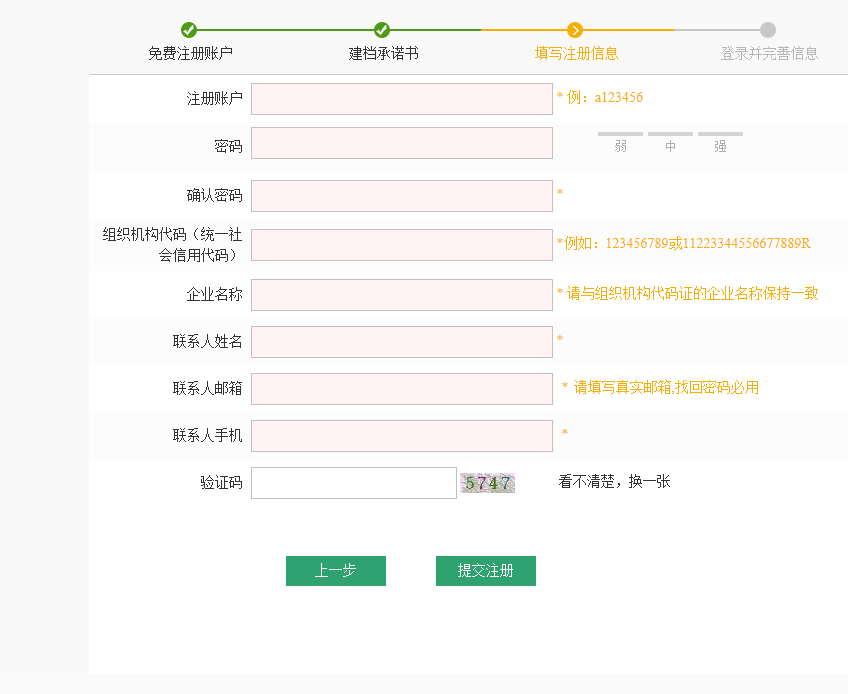 免费注册账户 建档承诺书 填写注册信息 登录并完善信息
注册账户 * 例：a123456
密码 弱 中 强
确认密码 *
组织机构代码（统一社
会信用代码） *例如：123456789或11223344556677889R
企业名称 * 请与组织机构代码证的企业名称保持一致
联系人姓名 *
联系人邮箱 * 请填写真实邮箱,找回密码必用
联系人手机 *
验证码 5747 看不清楚，换一张
上一步 提交注册